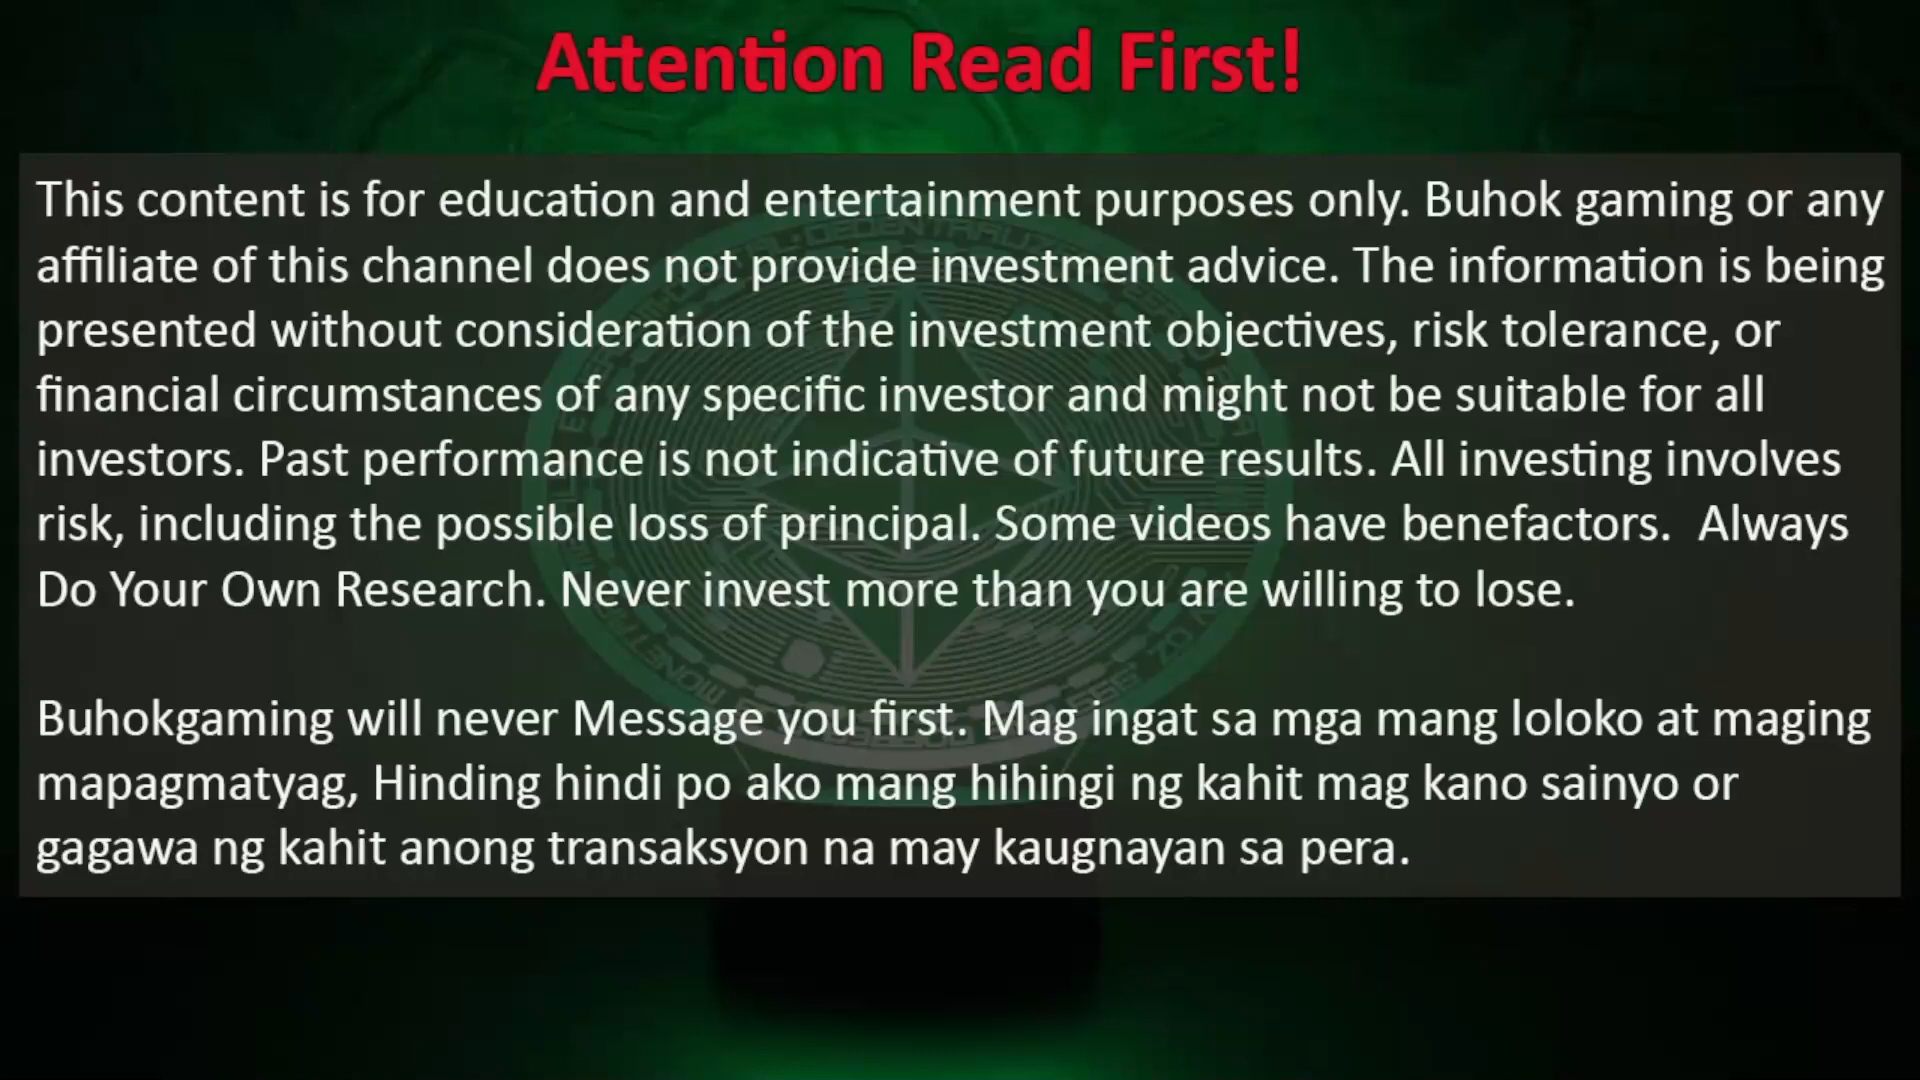 Attention Read First!
This content is for education and entertainment purposes only. Buhok gaming or any
affiliate of this channel does not provide investment advice. The information is being
presented without consideration of the investment objectives, risk tolerance, or
financial circumstances of any specific investor and might not be suitable for all
investors. Past performance is not indicative of future results. All investing involves
risk, including the possible loss of principal. Some videos have benefactors.  Always
Do Your Own Research. Never invest more than you are willing to lose.
Buhokgaming will never Message you first. Mag ingat sa mga mang loloko at maging
mapagmatyag, Hinding hindi po ako mang hihingi ng kahit mag kano sainyo or
gagawa ng kahit anong transaksyon na may kaugnayan sa pera.